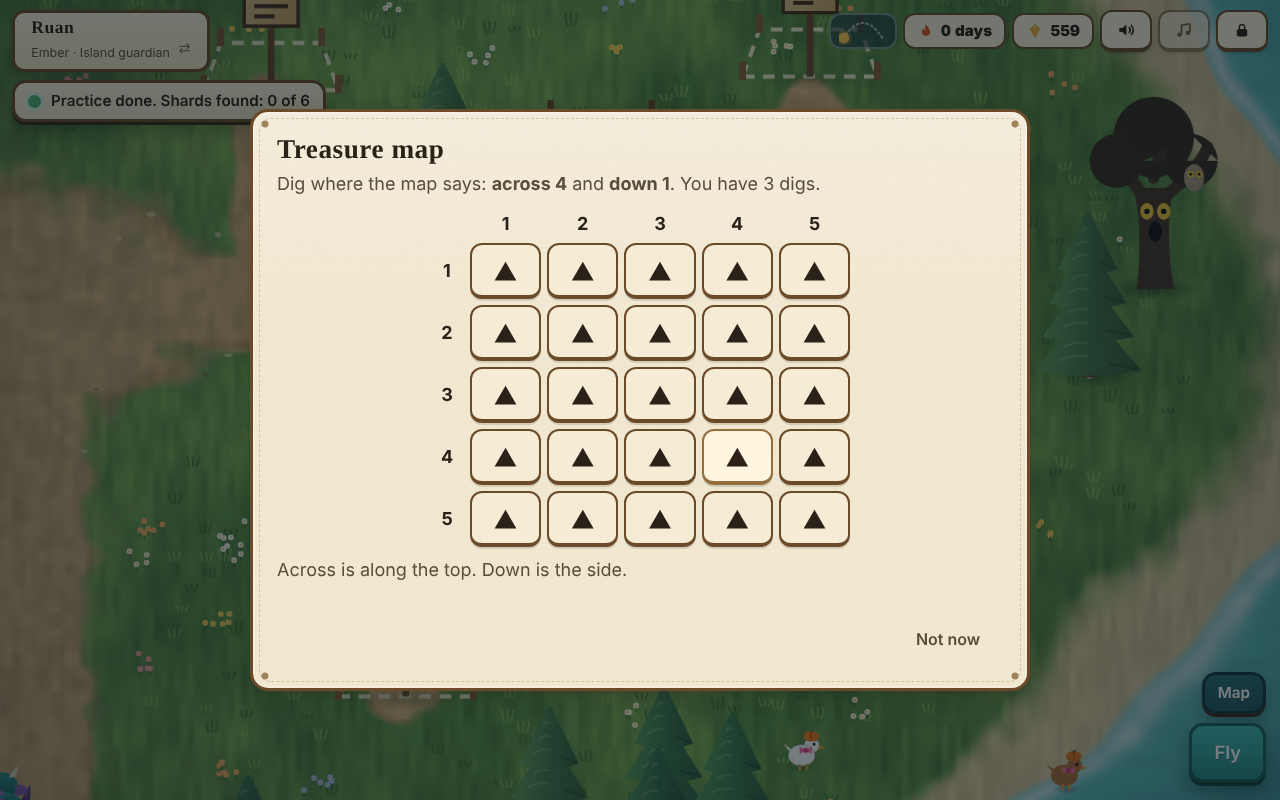 Ruan
Ember · Island guardian
0 days
559
Practice done. Shards found: 0 of 6
Treasure map
Dig where the map says: across 4 and down 1. You have 3 digs.
1 2 3 4 5
1
2
3
4
5
Across is along the top. Down is the side.
Not now
Map
Fly